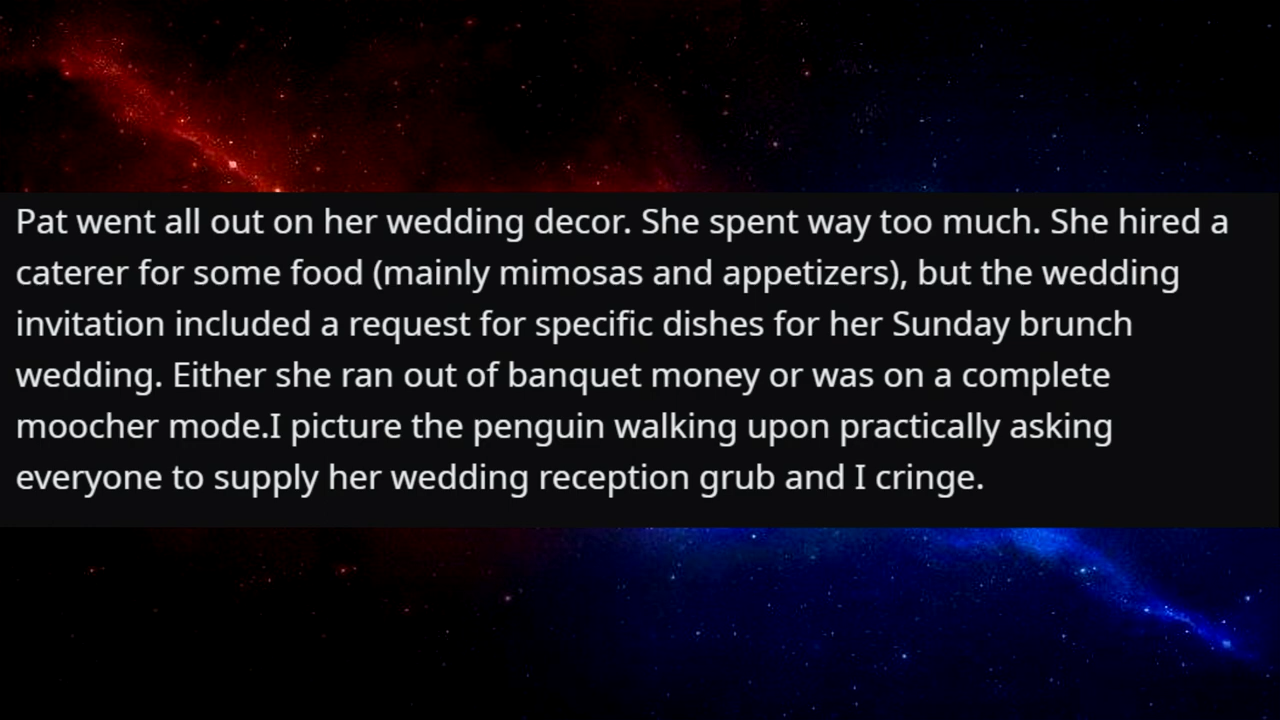 Pat went all out on her wedding decor. She spent way too much. She hired a
caterer for some food (mainly mimosas and appetizers), but the wedding
invitation included a request for specific dishes for her Sunday brunch
wedding. Either she ran out of banquet money or was on a complete
moocher mode.I picture the penguin walking upon practically asking
everyone to supply her wedding reception grub and I cringe.